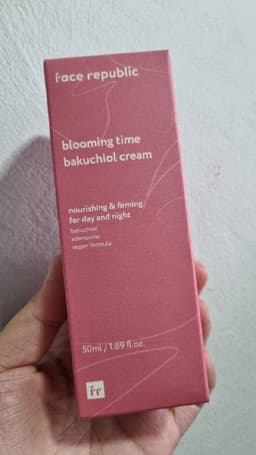 face republic
blooming time
bakuchiol cream
nourishing & firming
for day and night
bakuchiol
adenosine
vegan formula
50ml / 1.69 fl.oz.
fr